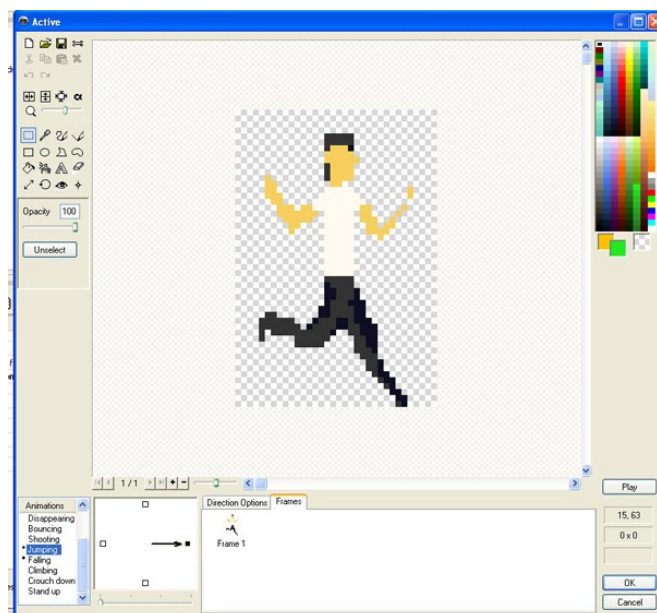 Active
Opacity 100
Unselect
1 / 1
Animations
Disappearing
Bouncing
Shooting
Jumping
Falling
Climbing
Crouch down
Stand up
Direction Options Frames
Frame 1
Play
15, 63
0 x 0
OK
Cancel